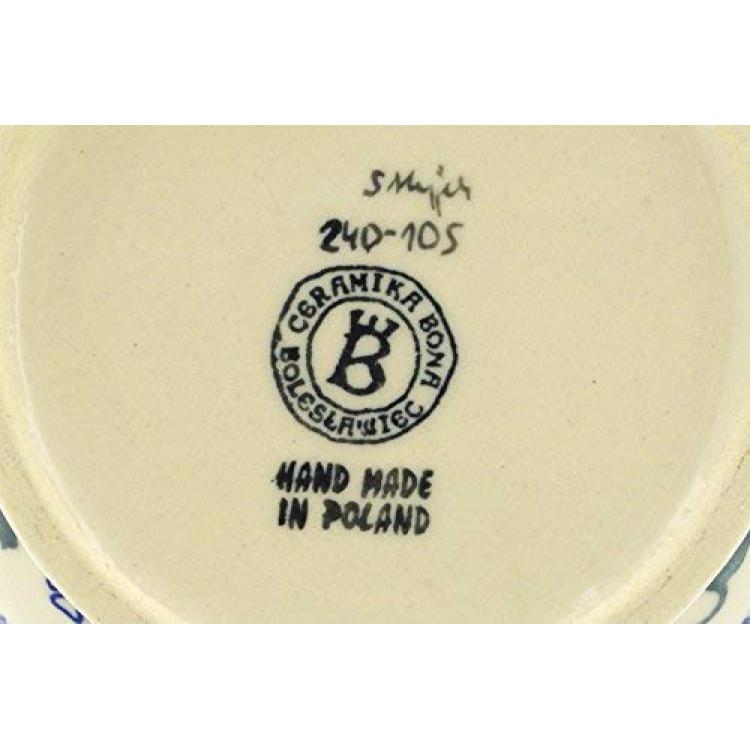 240-105
CERAMIKA BONA
BOLESŁAWIEC
B
HAND MADE
IN POLAND